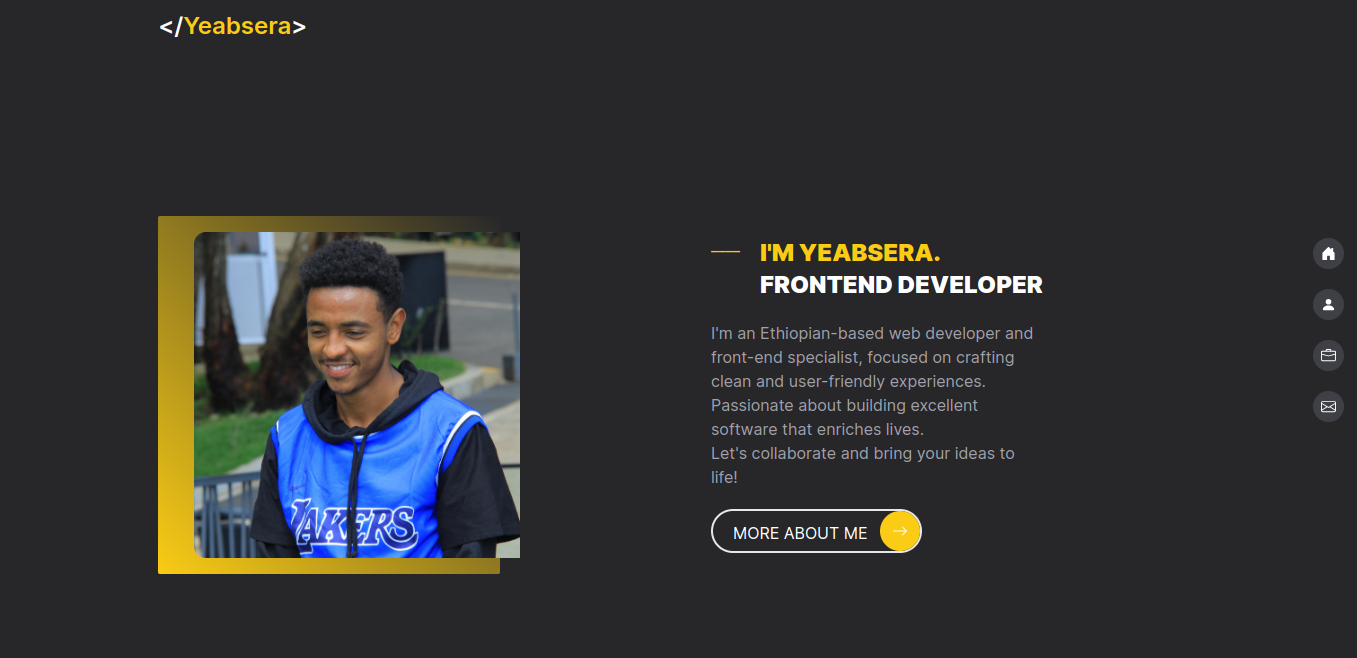 </Yeabsera>
I'M YEABSERA.
FRONTEND DEVELOPER
I'm an Ethiopian-based web developer and
front-end specialist, focused on crafting
clean and user-friendly experiences.
Passionate about building excellent
software that enriches lives.
Let's collaborate and bring your ideas to
life!
MORE ABOUT ME
LAKERS